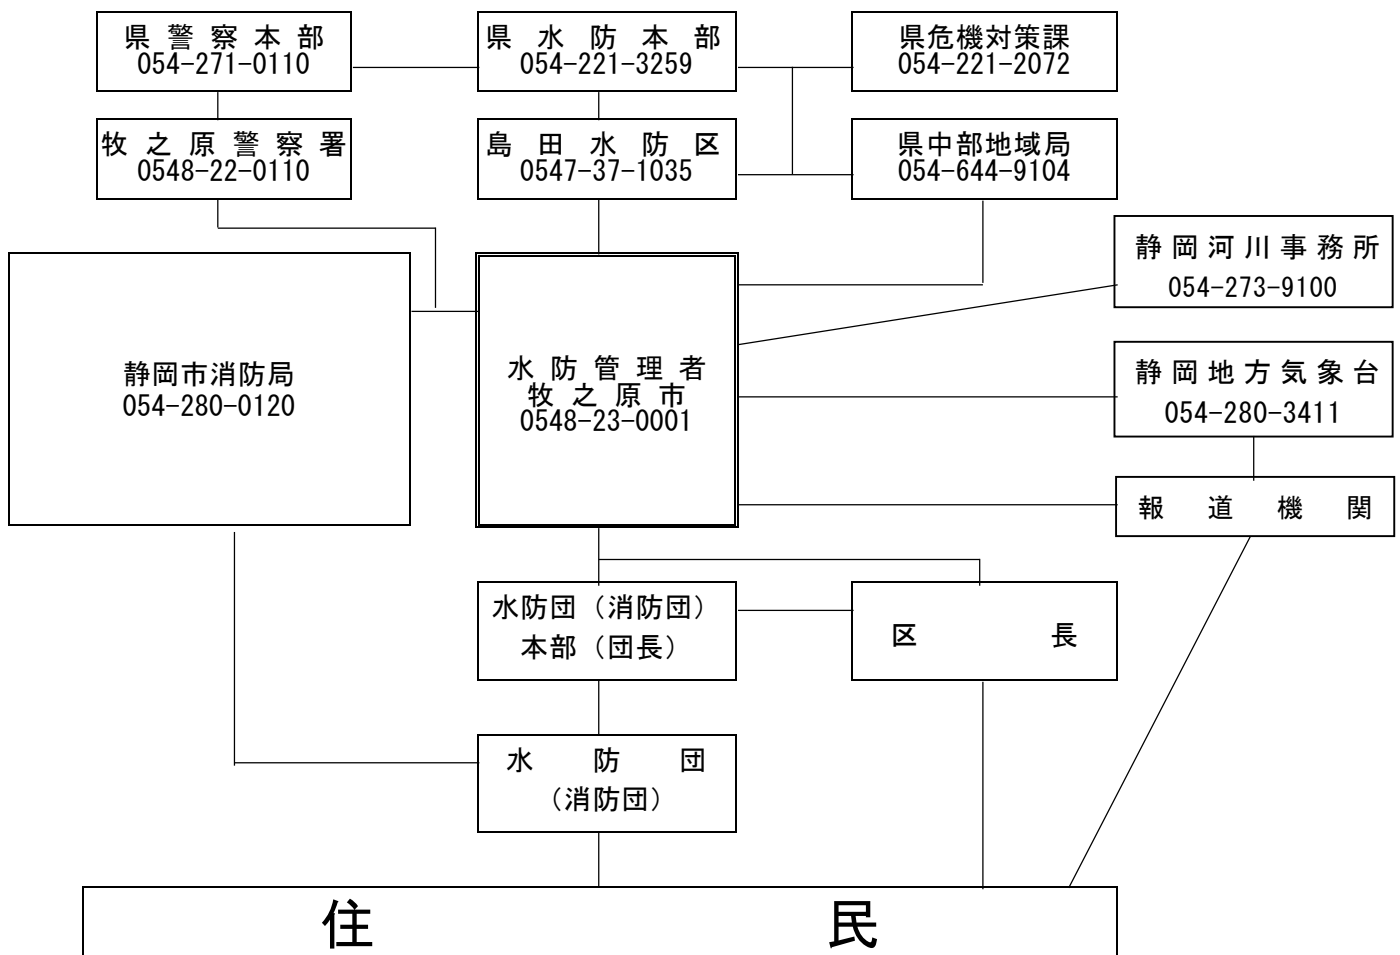 県警察本部
054-271-0110
県水防本部
054-221-3259
県危機対策課
054-221-2072
牧之原警察署
0548-22-0110
島田水防区
0547-37-1035
県中部地域局
054-644-9104
静岡河川事務所
054-273-9100
静岡市消防局
054-280-0120
水防管理者
牧之原市
0548-23-0001
静岡地方気象台
054-280-3411
報道機関
水防団（消防団）
本部（団長）
区長
水防団
（消防団）
住民